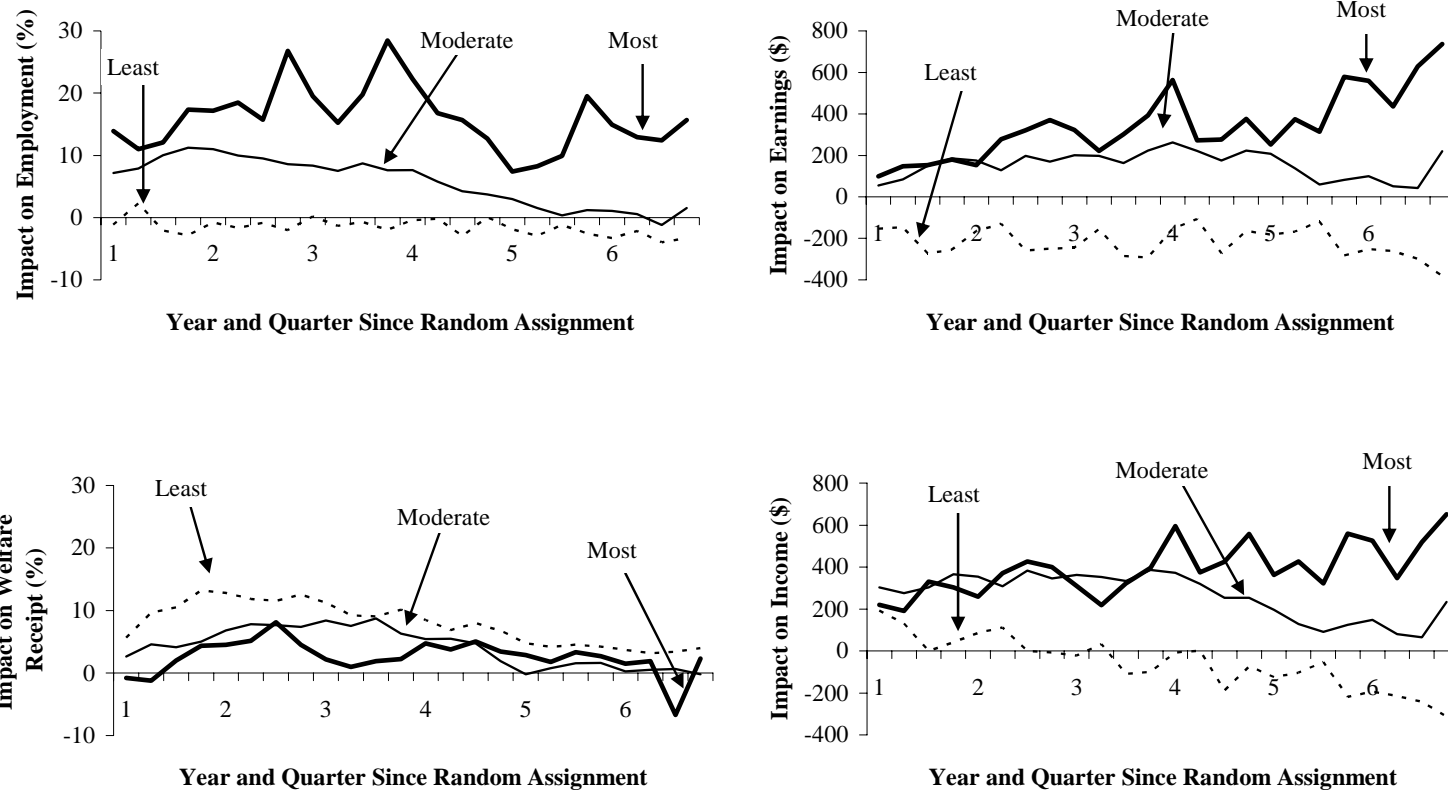 Impact on Employment (%)
30
20
10
0
-10
Least
Moderate
Most
1 2 3 4 5 6
Year and Quarter Since Random Assignment
Impact on Earnings ($)
800
600
400
200
0
-200
-400
Least
Moderate
Most
1 2 3 4 5 6
Year and Quarter Since Random Assignment
Impact on Welfare
Receipt (%)
30
20
10
0
-10
Least
Moderate
Most
1 2 3 4 5 6
Year and Quarter Since Random Assignment
Impact on Income ($)
800
600
400
200
0
-200
-400
Least
Moderate
Most
1 2 3 4 5 6
Year and Quarter Since Random Assignment